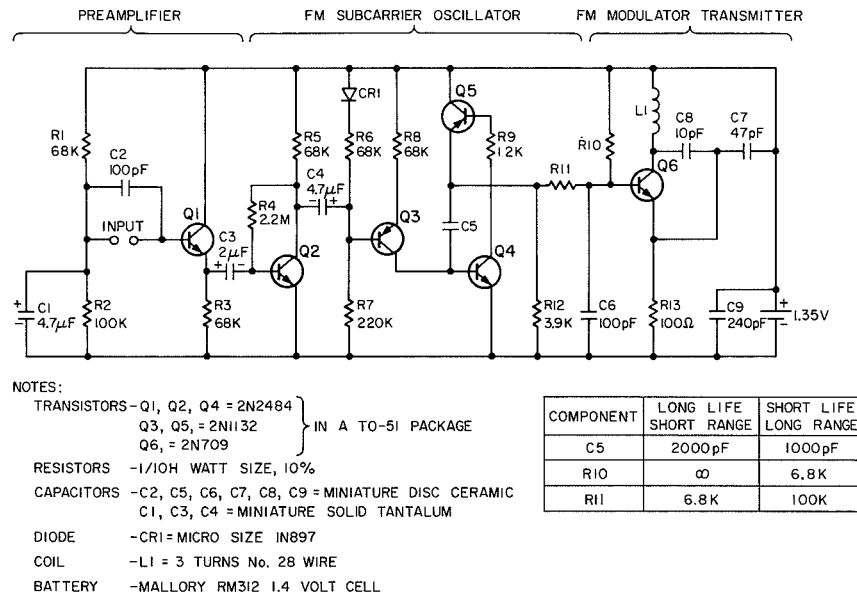 PREAMPLIFIER
FM SUBCARRIER OSCILLATOR
FM MODULATOR TRANSMITTER
R1
68K
C2
100pF
INPUT
Q1
C1
4.7μF
R2
100K
R3
68K
C3
2μF
R4
2.2M
R5
68K
C4
4.7μF
Q2
CR1
R6
68K
R8
68K
Q3
R7
220K
Q5
R9
1.2K
C5
Q4
R11
R12
3.9K
C6
100pF
R10
L1
C8
10pF
C7
47pF
Q6
R13
100Ω
C9
240pF
1.35V
NOTES:
TRANSISTORS-Q1, Q2, Q4 = 2N2484
Q3, Q5, = 2N1132
Q6, = 2N709
IN A TO-51 PACKAGE
RESISTORS -1/10H WATT SIZE, 10%
CAPACITORS -C2, C5, C6, C7, C8, C9 = MINIATURE DISC CERAMIC
C1, C3, C4 = MINIATURE SOLID TANTALUM
DIODE -CR1= MICRO SIZE IN897
COIL -L1 = 3 TURNS No. 28 WIRE
BATTERY -MALLORY RM312 1.4 VOLT CELL
COMPONENT LONG LIFE SHORT RANGE SHORT LIFE LONG RANGE
C5 2000pF 1000pF
R10 ∞ 6.8K
R11 6.8K 100K